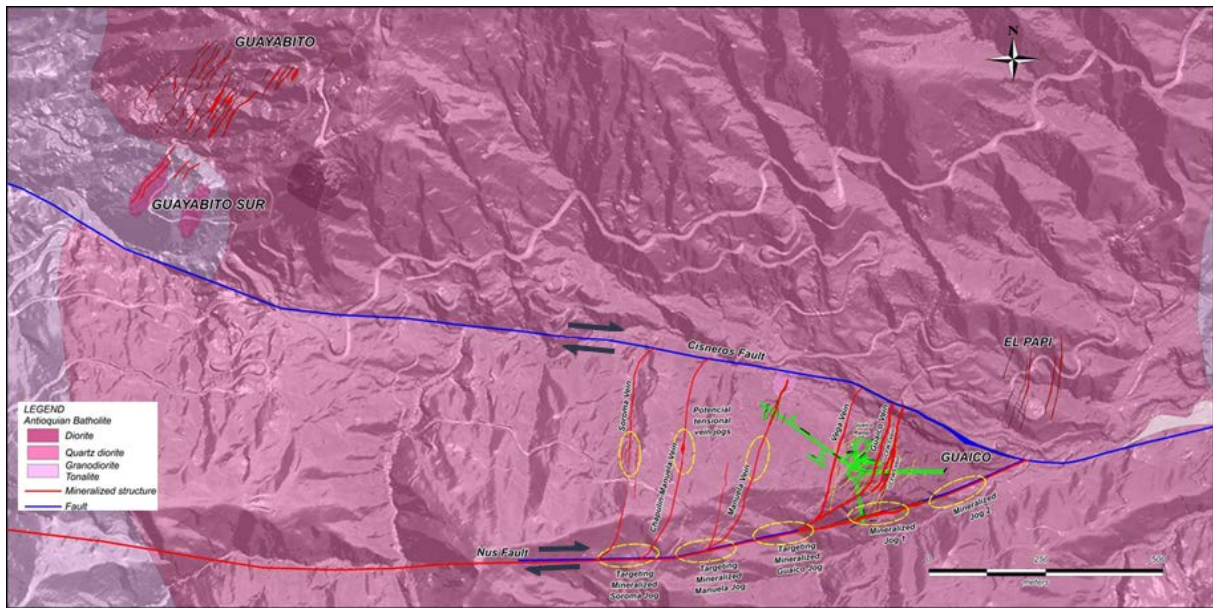 GUAYABITO
N
GUAYABITO SUR
Cisneros Fault
EL PAPI
Soroma Vein
Potencial
tensional
vein jogs
Chapulin-Manuela Vein
Manuela Vein
Vega Vein
Guaico Vein
GUAICO
LEGEND
Antioquian Batholite
Diorite
Quartz diorite
Granodiorite
Tonalite
Mineralized structure
Fault
Nus Fault
Targeting
Mineralized
Soroma Jog
Targeting
Mineralized
Manuela Jog
Targeting
Mineralized
Guaico Jog
Mineralized
Jog 1
Mineralized
Jog 2
0 250 500
meters